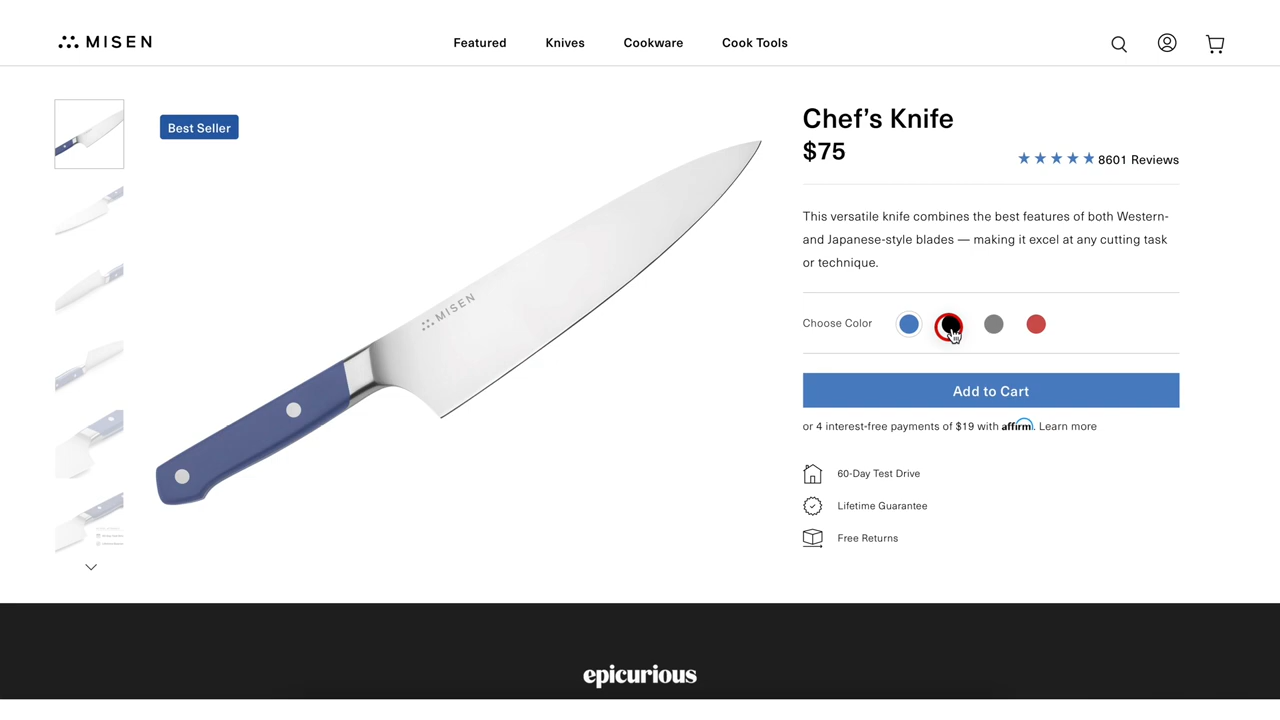 MISEN
Featured
Knives
Cookware
Cook Tools
Best Seller
MISEN
Chef's Knife
$75
8601 Reviews
This versatile knife combines the best features of both Western-
and Japanese-style blades — making it excel at any cutting task
or technique.
Choose Color
Add to Cart
or 4 interest-free payments of $19 with affirm. Learn more
60-Day Test Drive
Lifetime Guarantee
Free Returns
epicurious